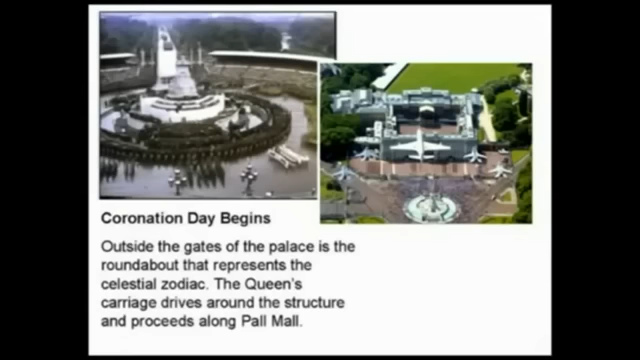 Coronation Day Begins
Outside the gates of the palace is the
roundabout that represents the
celestial zodiac. The Queen's
carriage drives around the structure
and proceeds along Pall Mall.